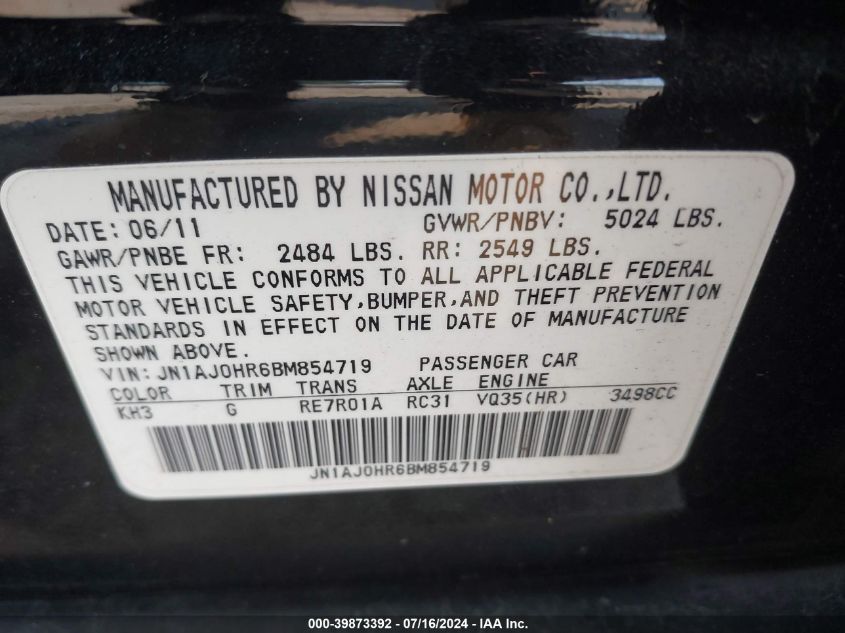 MANUFACTURED BY NISSAN MOTOR CO.,LTD.
DATE: 06/11 GVWR/PNBV: 5024 LBS.
GAWR/PNBE FR: 2484 LBS. RR: 2549 LBS.
THIS VEHICLE CONFORMS TO ALL APPLICABLE FEDERAL
MOTOR VEHICLE SAFETY,BUMPER,AND THEFT PREVENTION
STANDARDS IN EFFECT ON THE DATE OF MANUFACTURE
SHOWN ABOVE.
VIN: JN1AJ0HR6BM854719 PASSENGER CAR
COLOR TRIM TRANS AXLE ENGINE
KH3 G RE7R01A RC31 VQ35(HR) 3498CC
JN1AJ0HR6BM854719
000-39873392 - 07/16/2024 - IAA Inc.